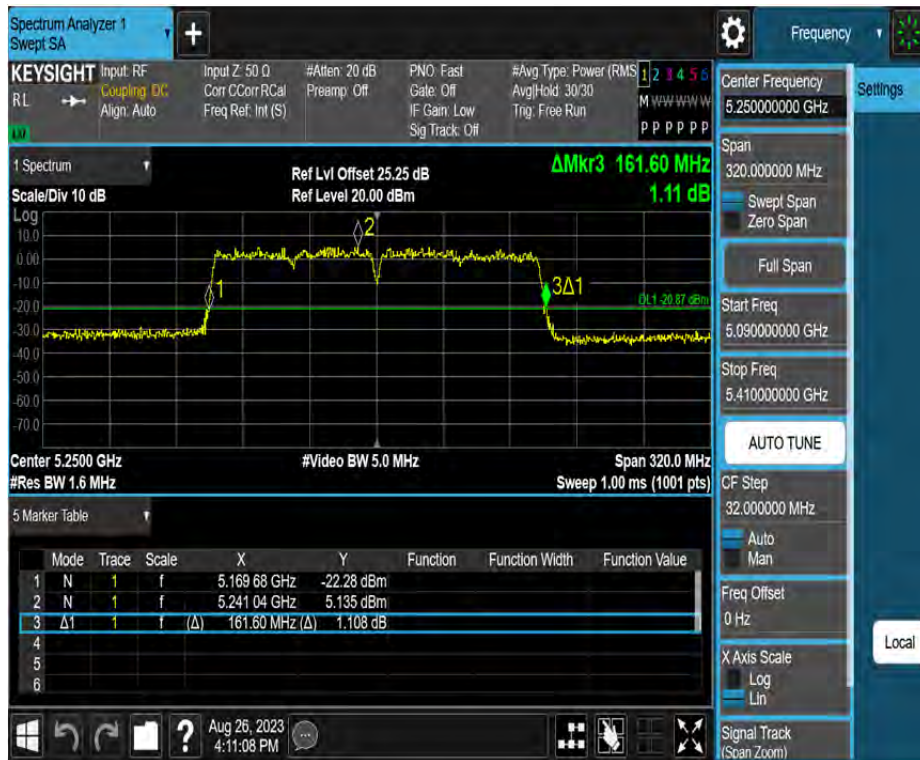 Spectrum Analyzer 1
Swept SA
+
Frequency
KEYSIGHT
RL
Input: RF
Coupling: DC
Align: Auto
Input Z: 50 Ω
Corr CCorr RCal
Freq Ref: Int (S)
#Atten: 20 dB
Preamp: Off
PNO: Fast
Gate: Off
IF Gain: Low
Sig Track: Off
#Avg Type: Power (RMS
Avg|Hold: 30/30
Trig: Free Run
1 2 3 4 5 6
M W W W W W
P P P P P P
1 Spectrum
Scale/Div 10 dB
Ref Lvl Offset 25.25 dB
Ref Level 20.00 dBm
ΔMkr3 161.60 MHz
1.11 dB
Log
10.0
0.00
-10.0
-20.0
-30.0
-40.0
-50.0
-60.0
-70.0
1
2
3Δ1
DL1 -20.87 dBm
Center 5.2500 GHz
#Video BW 5.0 MHz
Span 320.0 MHz
#Res BW 1.6 MHz
Sweep 1.00 ms (1001 pts)
5 Marker Table
Mode Trace Scale X Y Function Function Width Function Value
1 N 1 f 5.169 68 GHz -22.28 dBm
2 N 1 f 5.241 04 GHz 5.135 dBm
3 Δ1 1 f (Δ) 161.60 MHz (Δ) 1.108 dB
4
5
6
?
Aug 26, 2023
4:11:08 PM
Center Frequency
5.250000000 GHz
Span
320.000000 MHz
Swept Span
Zero Span
Full Span
Start Freq
5.090000000 GHz
Stop Freq
5.410000000 GHz
AUTO TUNE
CF Step
32.000000 MHz
Auto
Man
Freq Offset
0 Hz
X Axis Scale
Log
Lin
Signal Track
(Span Zoom)
Settings
Local